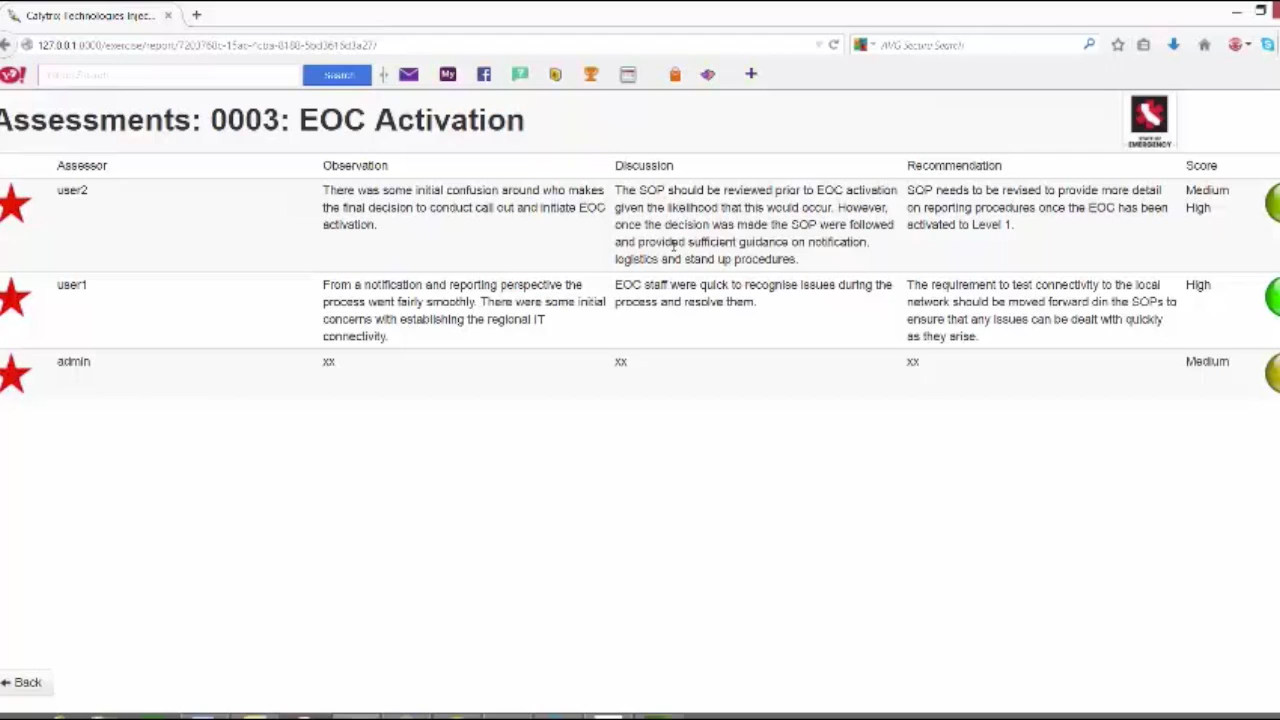 Calytrix Technologies Injec...
127.0.0.1:8000/exercise/report/
AVG Secure Search
Search
My
Assessments: 0003: EOC Activation
STATE OF
EMERGENCY
Assessor Observation Discussion Recommendation Score
user2
There was some initial confusion around who makes
the final decision to conduct call out and initiate EOC
activation.
The SOP should be reviewed prior to EOC activation
given the likelihood that this would occur. However,
once the decision was made the SOP were followed
and provided sufficient guidance on notification,
logistics and stand up procedures.
SOP needs to be revised to provide more detail
on reporting procedures once the EOC has been
activated to Level 1.
Medium
High
user1
From a notification and reporting perspective the
process went fairly smoothly. There were some initial
concerns with establishing the regional IT
connectivity.
EOC staff were quick to recognise issues during the
process and resolve them.
The requirement to test connectivity to the local
network should be moved forward din the SOPs to
ensure that any issues can be dealt with quickly
as they arise.
High
admin xx xx xx Medium
Back